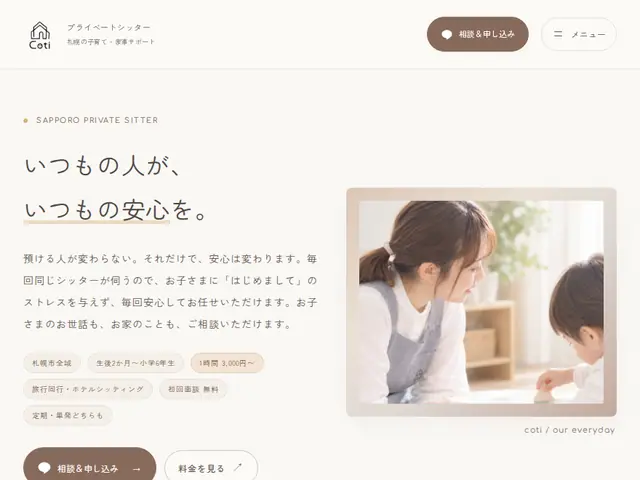 Coti
プライベートシッター
札幌の子育て・家事サポート
相談＆申し込み
メニュー
SAPPORO PRIVATE SITTER
いつもの人が、
いつもの安心を。
預ける人が変わらない。それだけで、安心は変わります。毎
回同じシッターが伺うので、お子さまに「はじめまして」の
ストレスを与えず、毎回安心してお任せいただけます。お子
さまのお世話も、お家のことも、ご相談いただけます。
札幌市全域
生後2か月〜小学6年生
1時間 3,000円〜
旅行同行・ホテルシッティング
初回面談 無料
定期・単発どちらも
相談＆申し込み →
料金を見る ↗
coti / our everyday